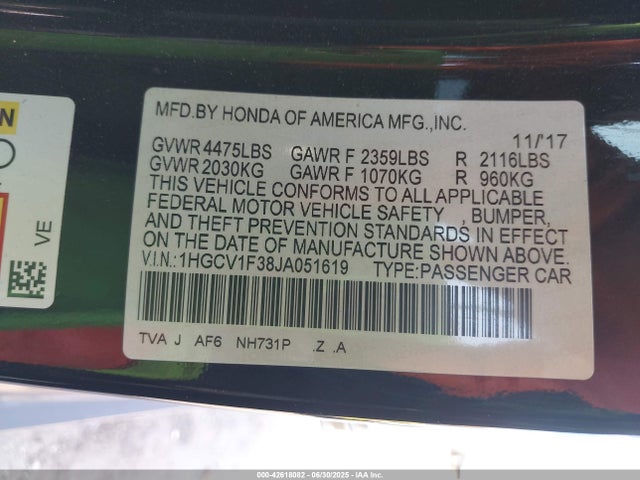 MFD.BY HONDA OF AMERICA MFG.,INC.
11/'17
GVWR 4475LBS GAWR F 2359LBS R 2116LBS
GVWR 2030KG GAWR F 1070KG R 960KG
THIS VEHICLE CONFORMS TO ALL APPLICABLE
FEDERAL MOTOR VEHICLE SAFETY , BUMPER,
AND THEFT PREVENTION STANDARDS IN EFFECT
ON THE DATE OF MANUFACTURE SHOWN ABOVE.
V.I.N.:1HGCV1F38JA051619 TYPE:PASSENGER CAR
TVA J AF6 NH731P .Z .A
VE
000-42618082 - 06/30/2025 - IAA Inc.